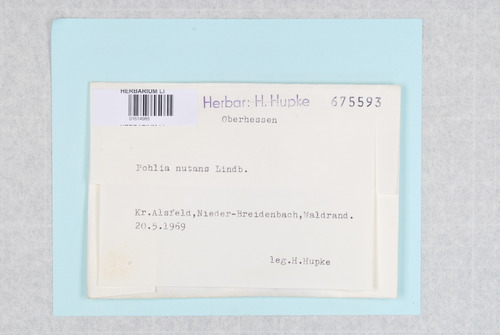 HERBARIUM LI
Herbar: H. Hupke 675593
Oberhessen
Pohlia nutans Lindb.
Kr.Alsfeld,Nieder-Breidenbach,Waldrand.
20.5.1969
leg.H.Hupke